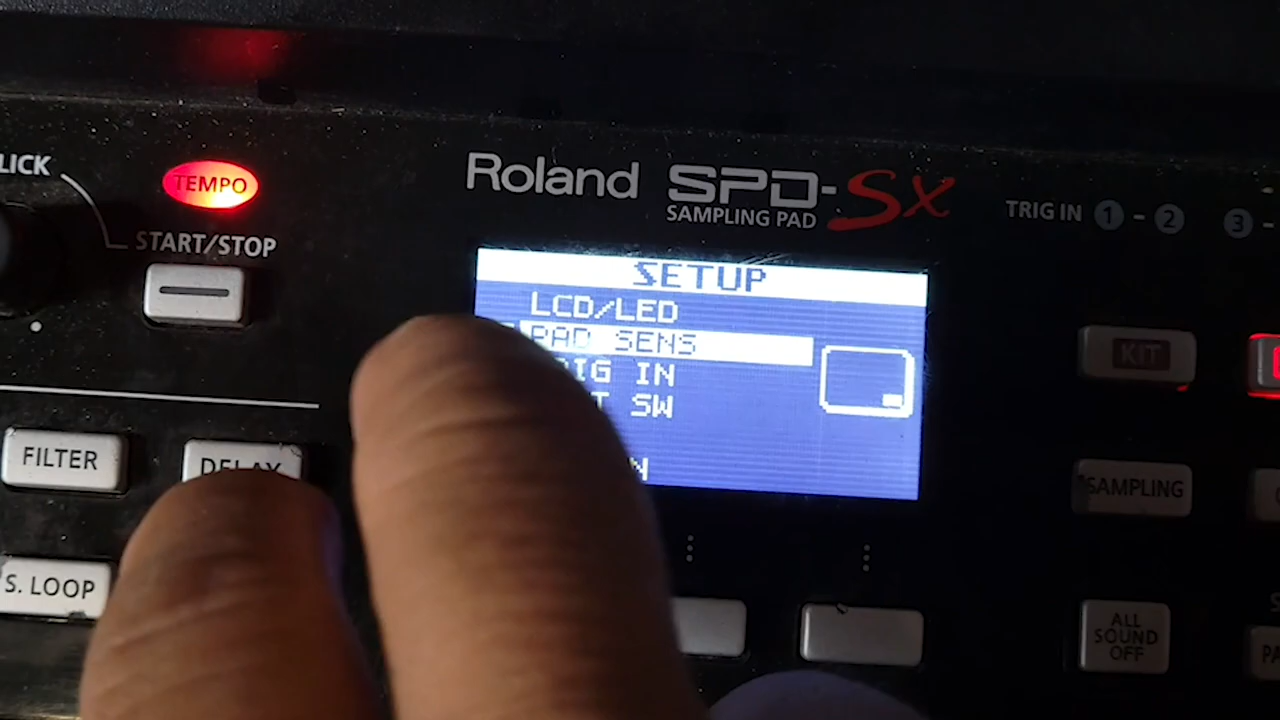 LICK
TEMPO
START/STOP
FILTER
DELAY
S. LOOP
Roland SPD-SX
SAMPLING PAD
TRIG IN 1 - 2 3 -
SETUP
LCD/LED
PAD SENS
IG IN
T SW
N
KIT
SAMPLING
ALL
SOUND
OFF